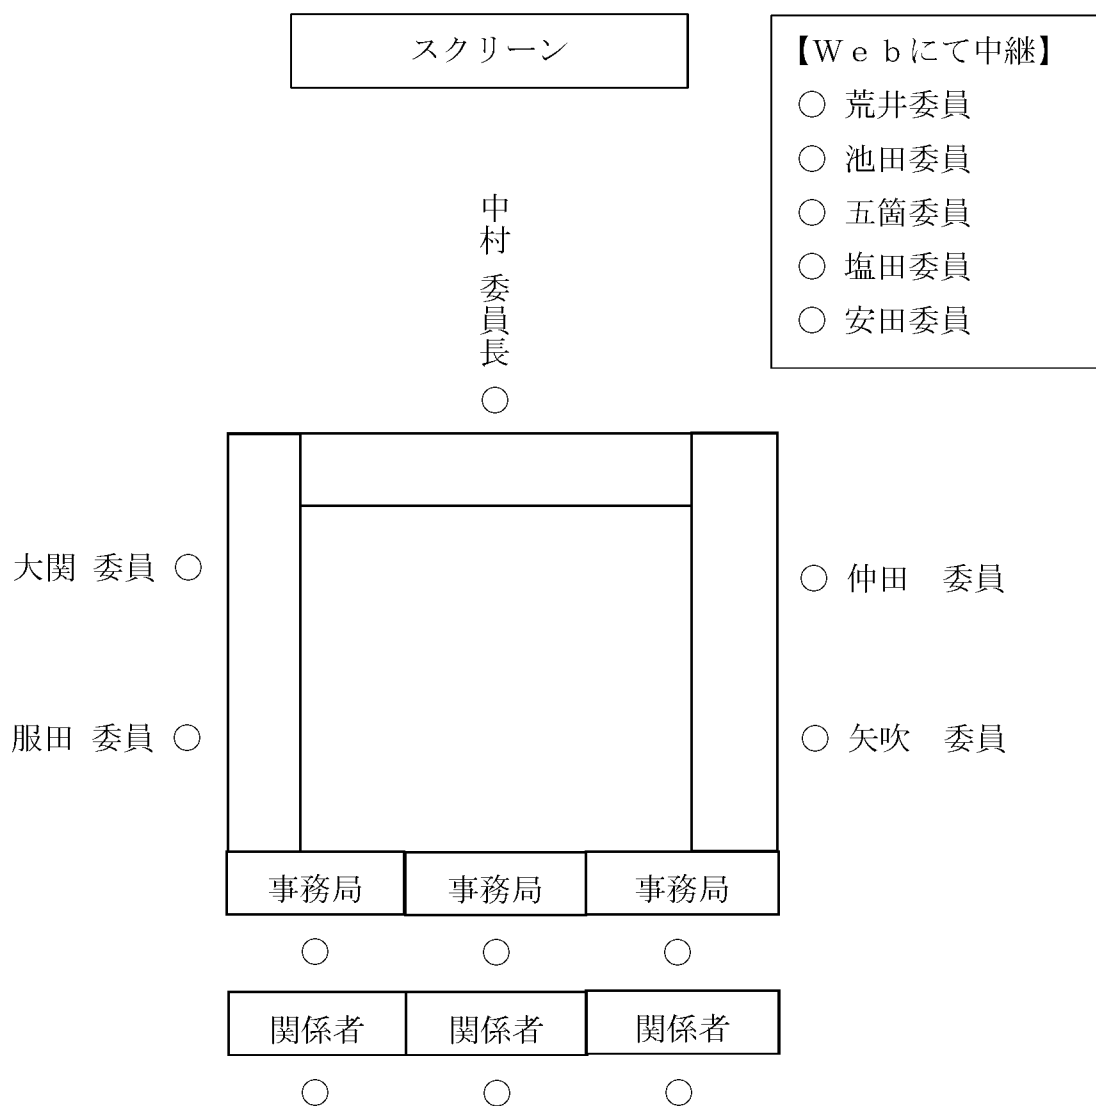 スクリーン
【Ｗｅｂにて中継】
○ 荒井委員
○ 池田委員
○ 五箇委員
○ 塩田委員
○ 安田委員
中村 委員長
○
大関 委員 ○
○ 仲田　委員
服田 委員 ○
○ 矢吹　委員
事務局 事務局 事務局
○ ○ ○
関係者 関係者 関係者
○ ○ ○